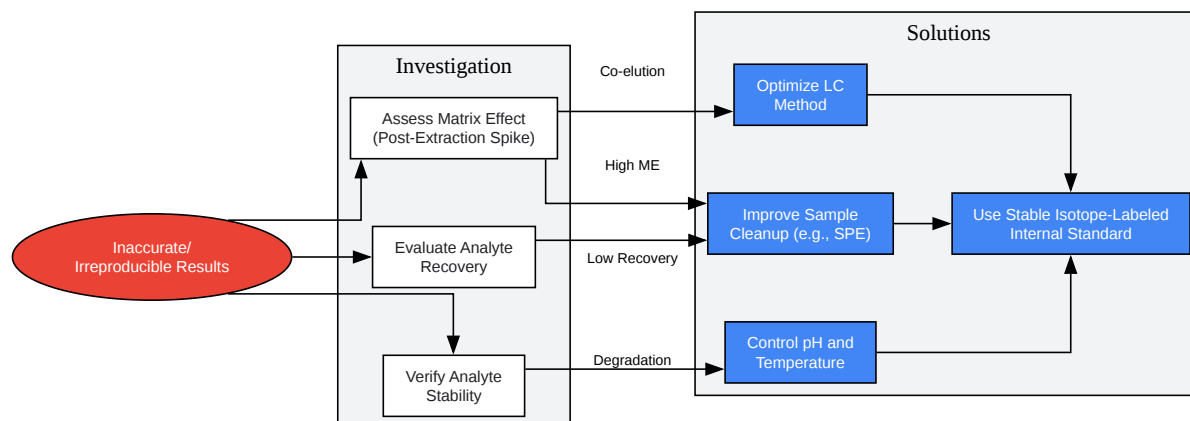 Inaccurate/
Irreproducible Results
Investigation
Assess Matrix Effect
(Post-Extraction Spike)
Evaluate Analyte
Recovery
Verify Analyte
Stability
Co-elution
High ME
Low Recovery
Degradation
Solutions
Optimize LC
Method
Improve Sample
Cleanup (e.g., SPE)
Control pH and
Temperature
Use Stable Isotope-Labeled
Internal Standard